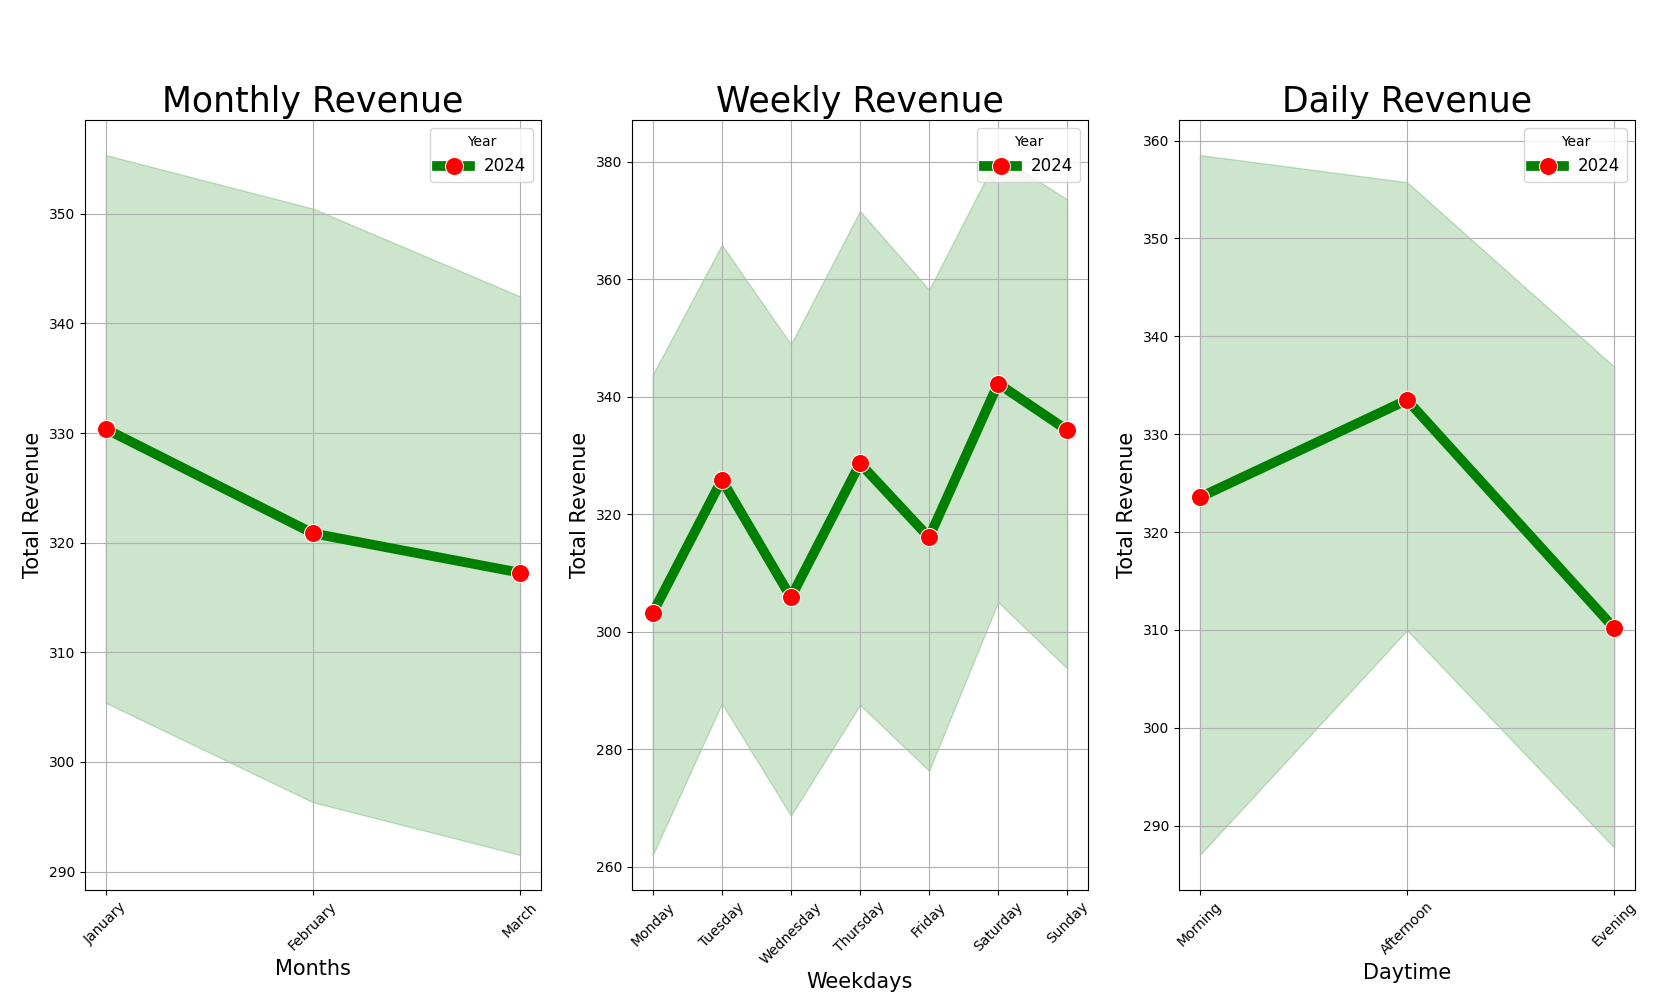 Monthly Revenue
Year
2024
350
340
330
320
310
300
290
Total Revenue
January
February
March
Months
Weekly Revenue
Year
2024
380
360
340
320
300
280
260
Total Revenue
Monday
Tuesday
Wednesday
Thursday
Friday
Saturday
Sunday
Weekdays
Daily Revenue
Year
2024
360
350
340
330
320
310
300
290
Total Revenue
Morning
Afternoon
Evening
Daytime